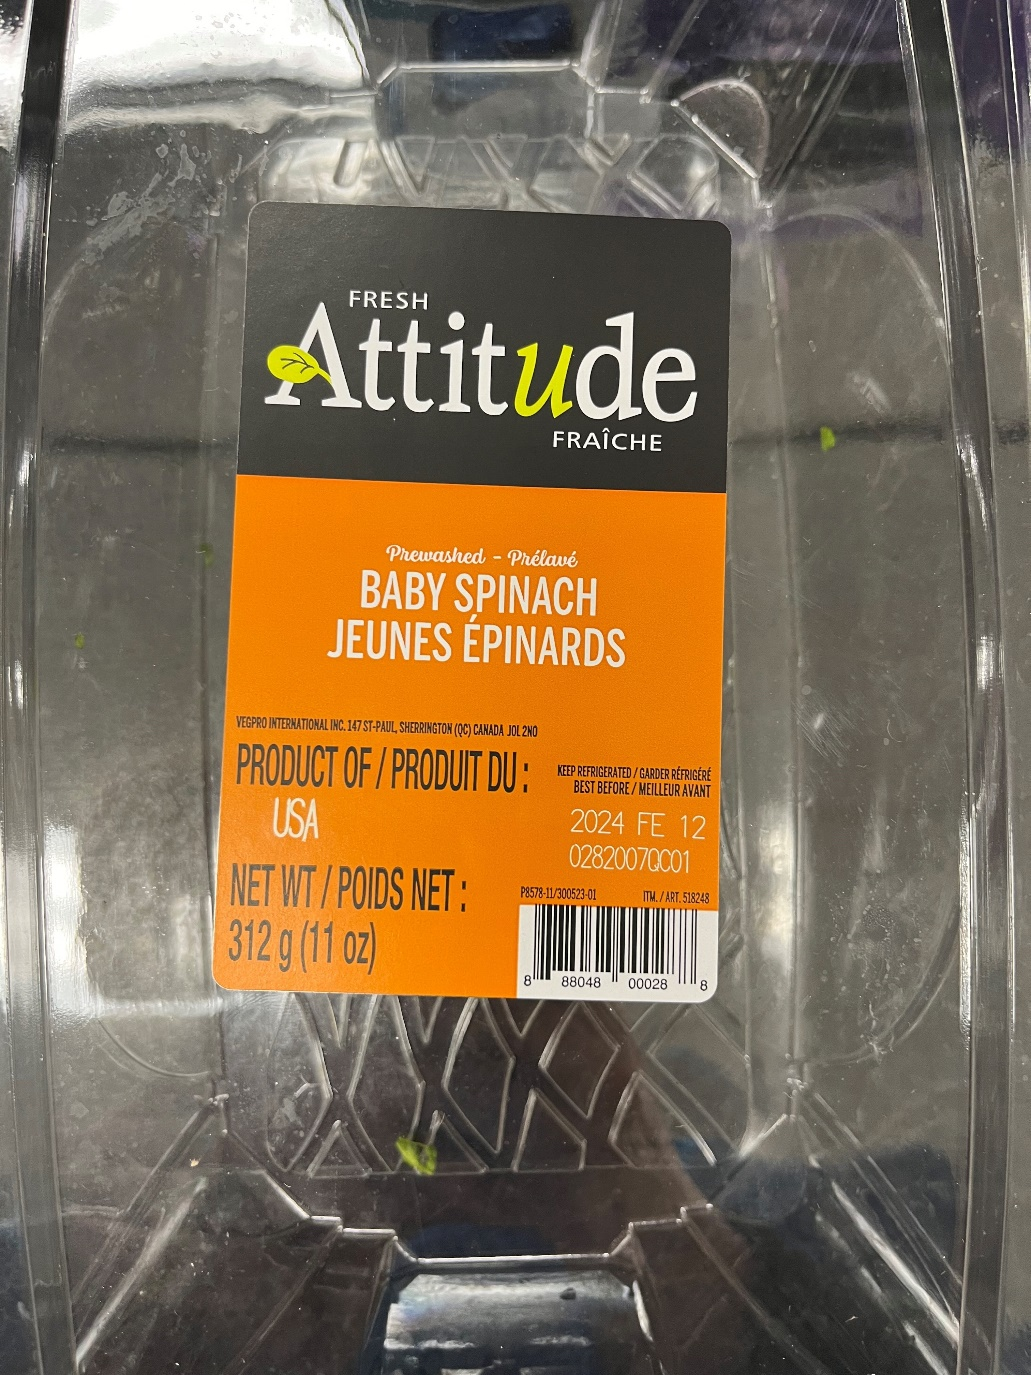 FRESH
Attitude
FRAÎCHE
Prewashed - Prélavé
BABY SPINACH
JEUNES ÉPINARDS
VEGPRO INTERNATIONAL INC. 147 ST-PAUL, SHERRINGTON (QC) CANADA J0L 2N0
PRODUCT OF / PRODUIT DU :
USA
KEEP REFRIGERATED / GARDER RÉFRIGÉRÉ
BEST BEFORE / MEILLEUR AVANT
2024 FE 12
0282007QC01
NET WT / POIDS NET :
312 g (11 oz)
P8578-11/300523-01 ITM. / ART. 518248
8 88048 00028 8